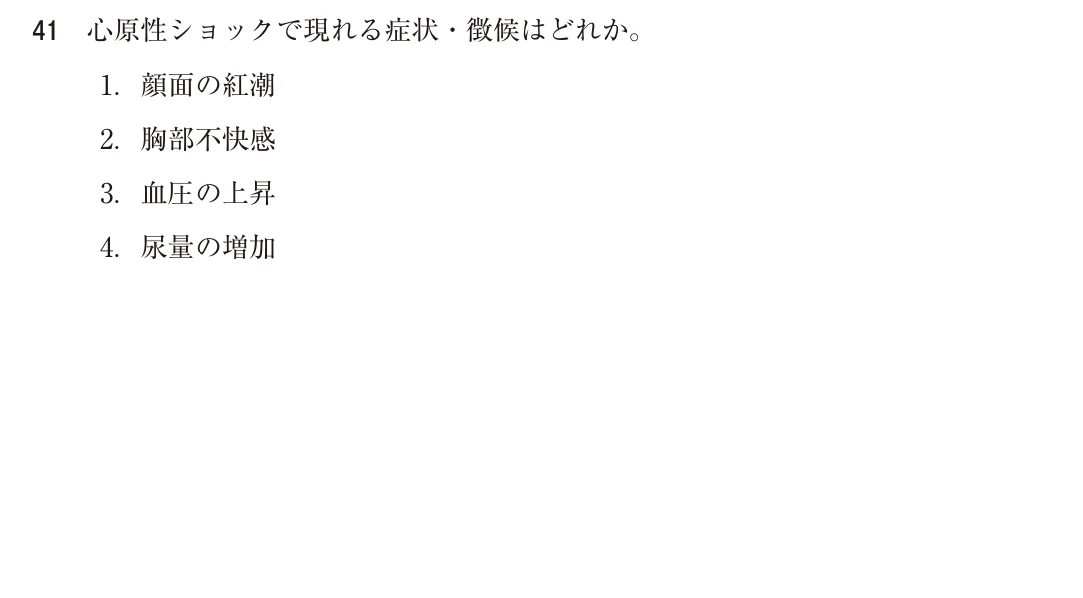 41 心原性ショックで現れる症状・徴候はどれか。
1. 顔面の紅潮
2. 胸部不快感
3. 血圧の上昇
4. 尿量の増加